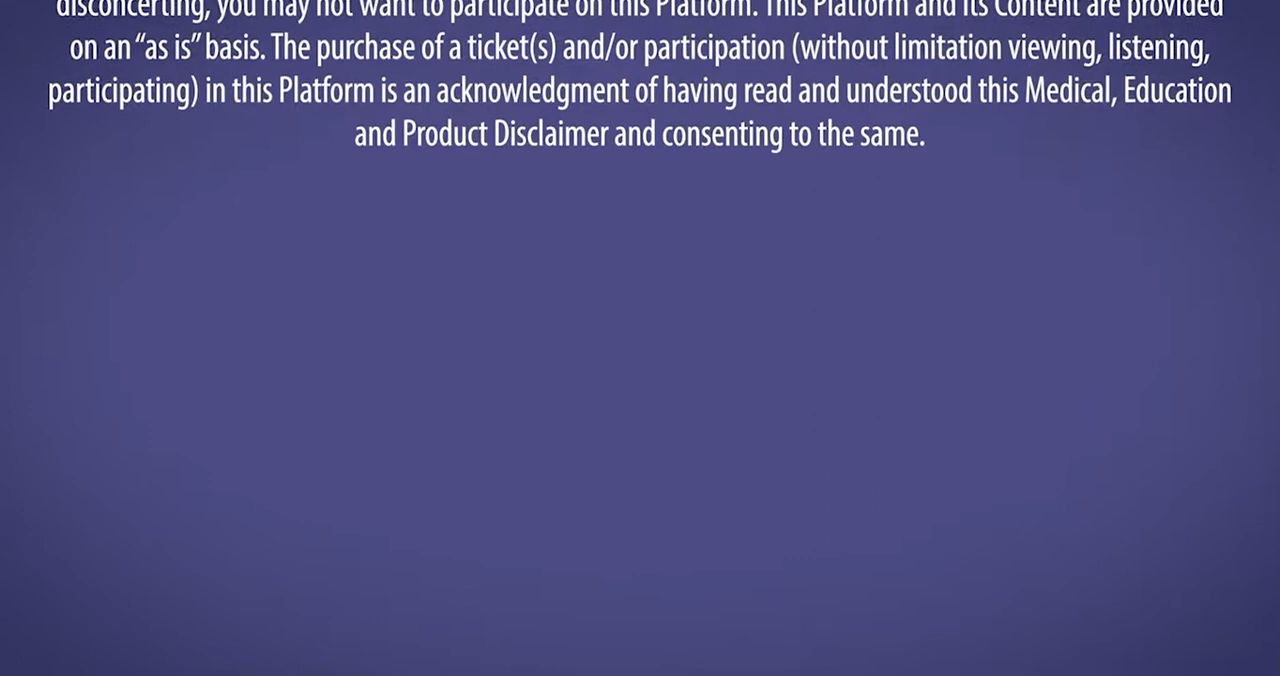 disconcerting, you may not want to participate on this Platform. This Platform and its Content are provided
on an “as is” basis. The purchase of a ticket(s) and/or participation (without limitation viewing, listening,
participating) in this Platform is an acknowledgment of having read and understood this Medical, Education
and Product Disclaimer and consenting to the same.